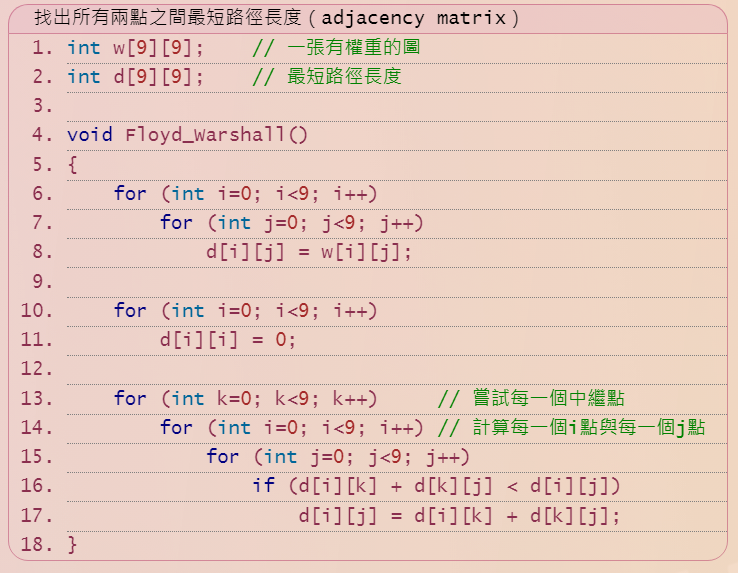 找出所有兩點之間最短路徑長度（adjacency matrix）
1. int w[9][9];    // 一張有權重的圖
2. int d[9][9];    // 最短路徑長度
3.
4. void Floyd_Warshall()
5. {
6.     for (int i=0; i<9; i++)
7.         for (int j=0; j<9; j++)
8.             d[i][j] = w[i][j];
9.
10.     for (int i=0; i<9; i++)
11.         d[i][i] = 0;
12.
13.     for (int k=0; k<9; k++)     // 嘗試每一個中繼點
14.         for (int i=0; i<9; i++) // 計算每一個i點與每一個j點
15.             for (int j=0; j<9; j++)
16.                 if (d[i][k] + d[k][j] < d[i][j])
17.                     d[i][j] = d[i][k] + d[k][j];
18. }